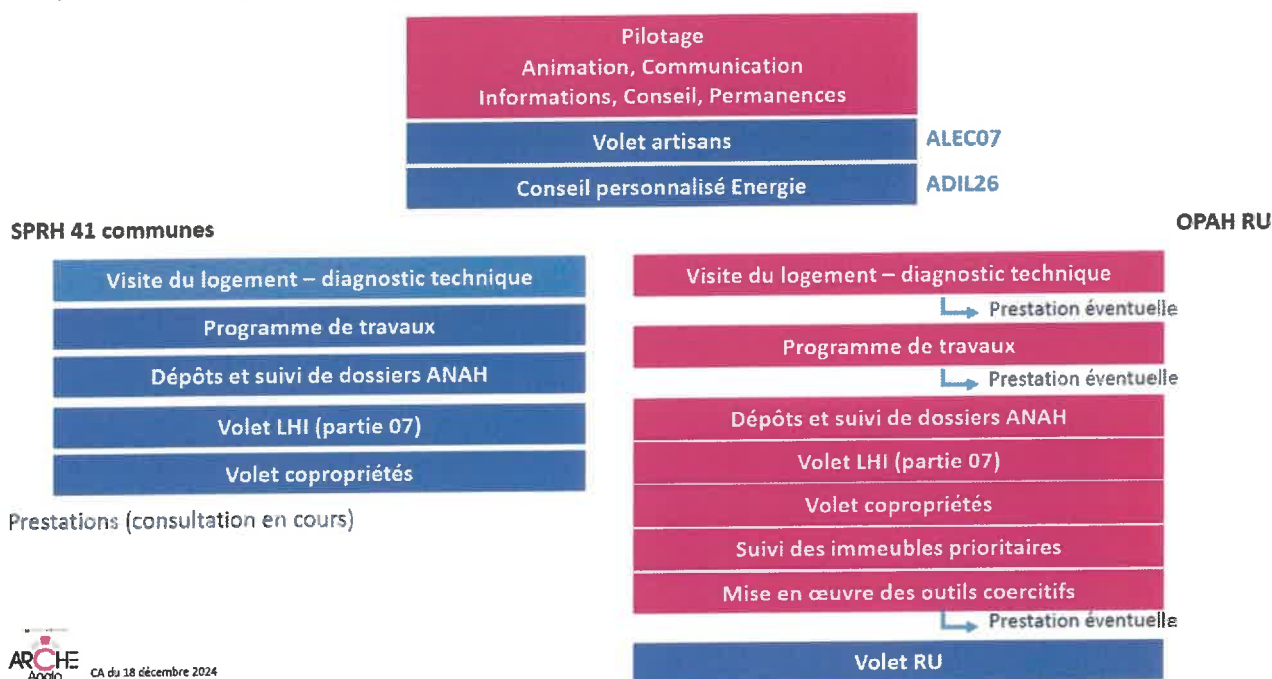 Pilotage
Animation, Communication
Informations, Conseil, Permanences
Volet artisans
ALEC07
Conseil personnalisé Energie
ADIL26
SPRH 41 communes
Visite du logement – diagnostic technique
Programme de travaux
Dépôts et suivi de dossiers ANAH
Volet LHI (partie 07)
Volet copropriétés
Prestations (consultation en cours)
OPAH RU
Visite du logement – diagnostic technique
Prestation éventuelle
Programme de travaux
Prestation éventuelle
Dépôts et suivi de dossiers ANAH
Volet LHI (partie 07)
Volet copropriétés
Suivi des immeubles prioritaires
Mise en œuvre des outils coercitifs
Prestation éventuelle
Volet RU
ARCHE
Agglo
CA du 18 décembre 2024